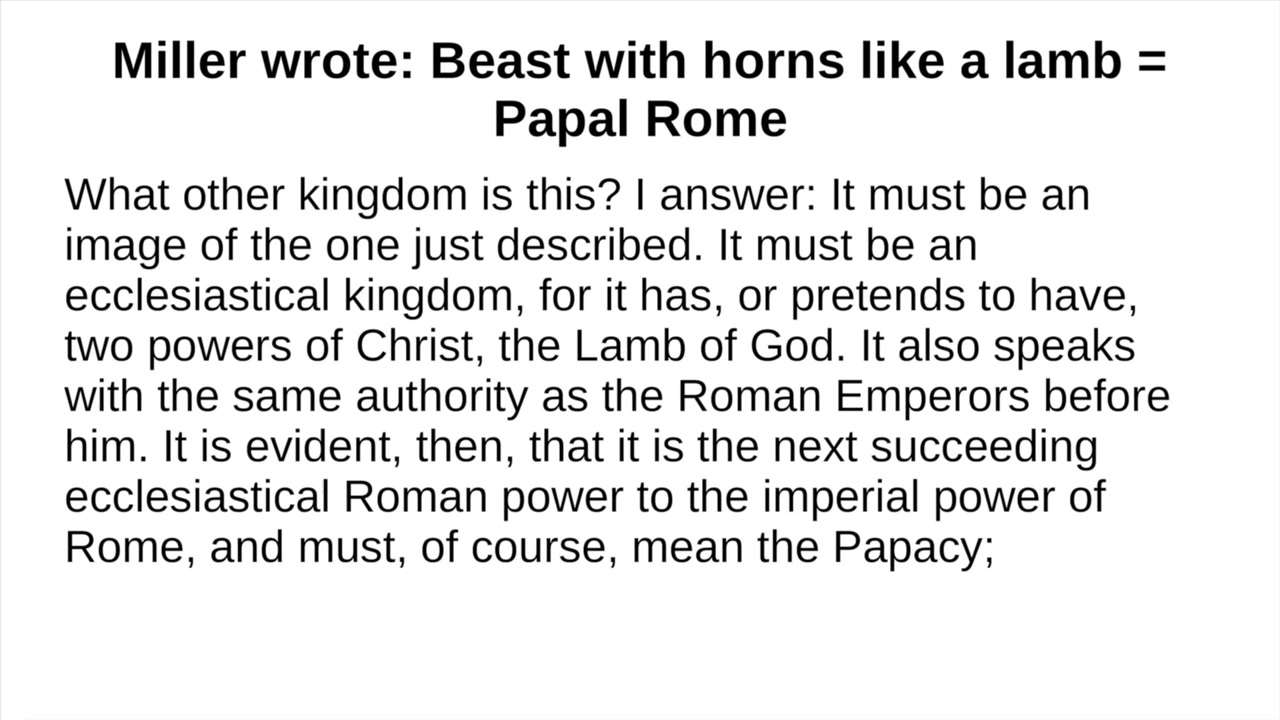 Miller wrote: Beast with horns like a lamb =
Papal Rome
What other kingdom is this? I answer: It must be an
image of the one just described. It must be an
ecclesiastical kingdom, for it has, or pretends to have,
two powers of Christ, the Lamb of God. It also speaks
with the same authority as the Roman Emperors before
him. It is evident, then, that it is the next succeeding
ecclesiastical Roman power to the imperial power of
Rome, and must, of course, mean the Papacy;